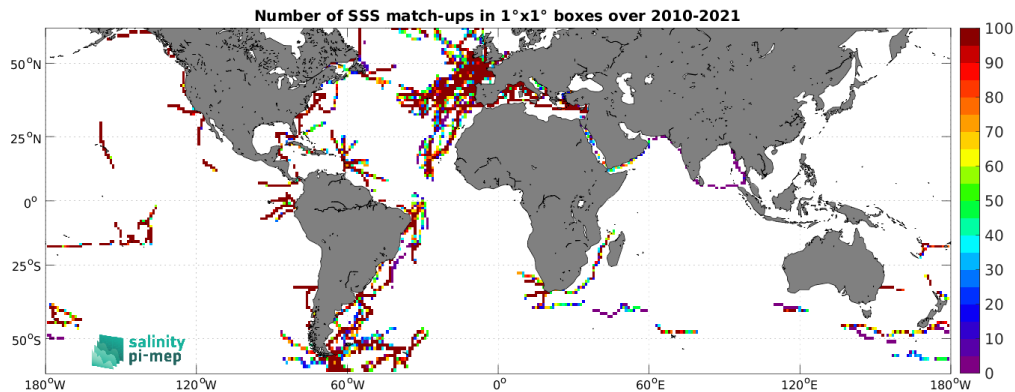 Number of SSS match-ups in 1°x1° boxes over 2010-2021
50°N
25°N
0°
25°S
50°S
180°W
120°W
60°W
0°
60°E
120°E
180°W
100
90
80
70
60
50
40
30
20
10
0
salinity
pi-mep